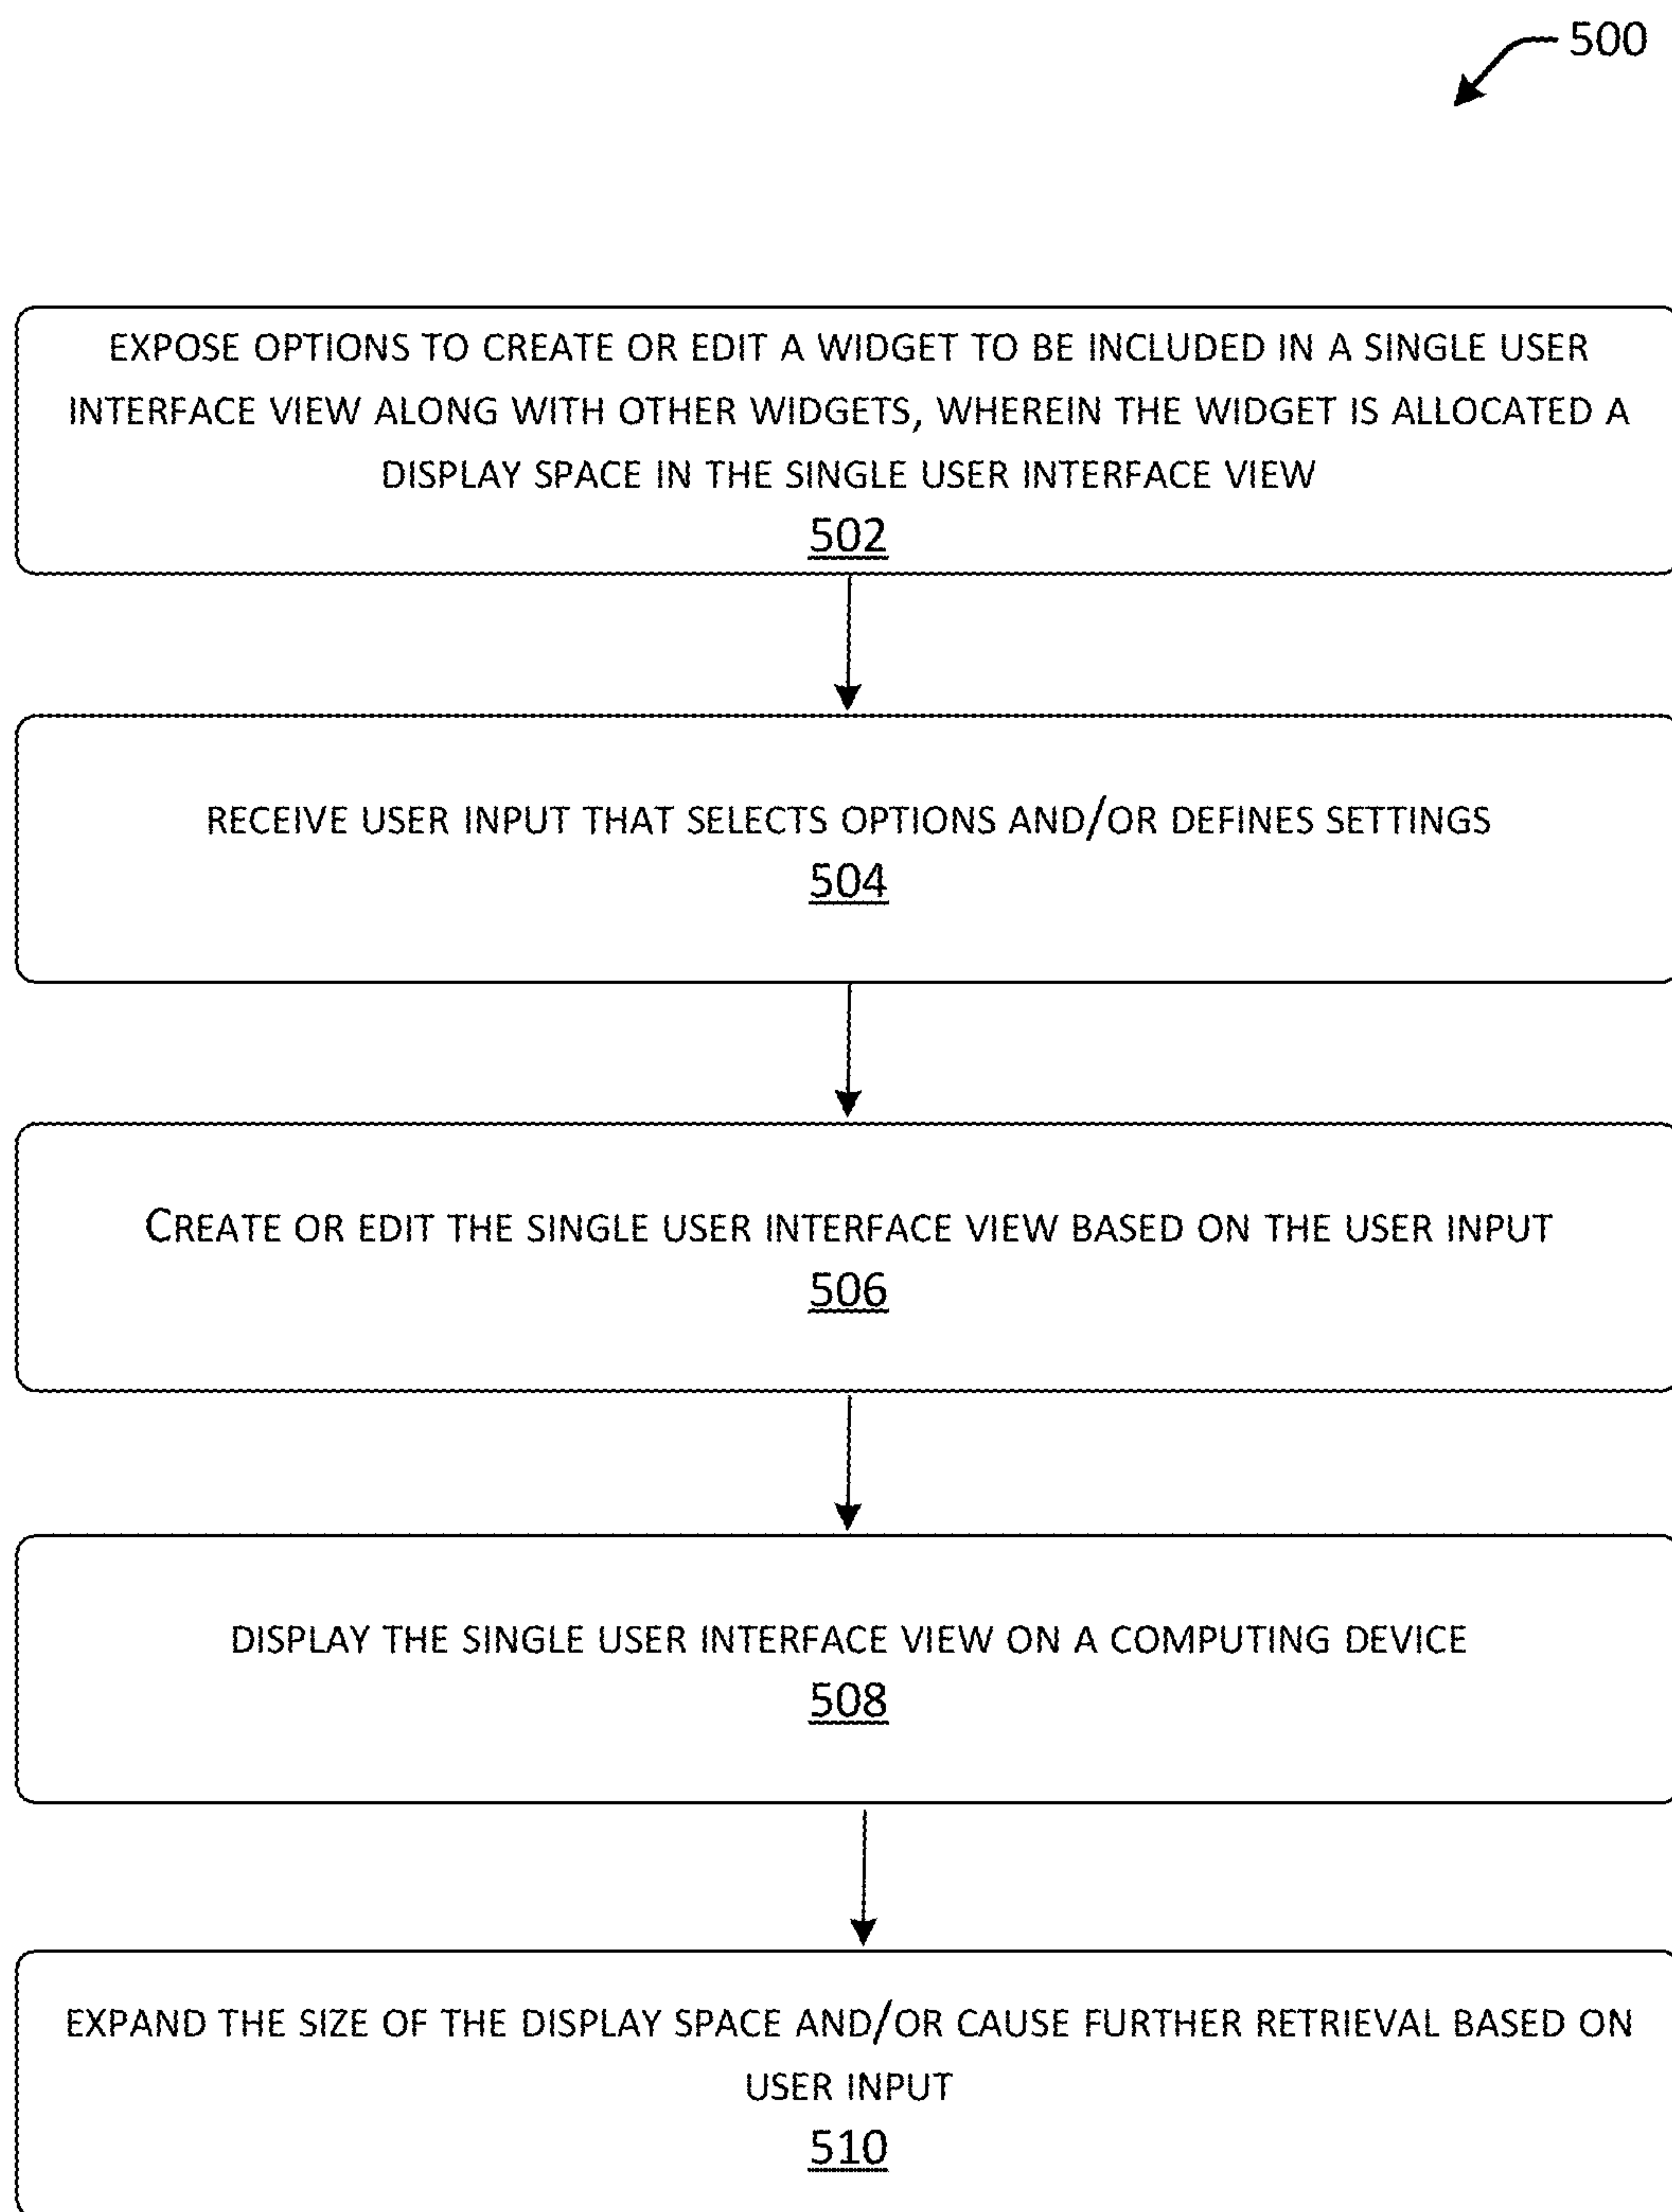 500
EXPOSE OPTIONS TO CREATE OR EDIT A WIDGET TO BE INCLUDED IN A SINGLE USER
INTERFACE VIEW ALONG WITH OTHER WIDGETS, WHEREIN THE WIDGET IS ALLOCATED A
DISPLAY SPACE IN THE SINGLE USER INTERFACE VIEW
502
RECEIVE USER INPUT THAT SELECTS OPTIONS AND/OR DEFINES SETTINGS
504
CREATE OR EDIT THE SINGLE USER INTERFACE VIEW BASED ON THE USER INPUT
506
DISPLAY THE SINGLE USER INTERFACE VIEW ON A COMPUTING DEVICE
508
EXPAND THE SIZE OF THE DISPLAY SPACE AND/OR CAUSE FURTHER RETRIEVAL BASED ON
USER INPUT
510